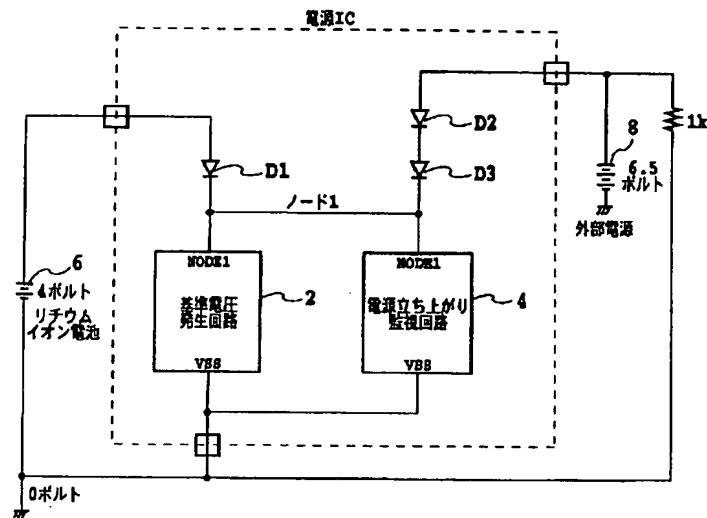 電源IC
D2
D3
D1
8
1k
6.5
ボルト
外部電源
ノード1
6
4ボルト
リチウム
イオン電池
NODE1
基準電圧
発生回路
VSS
2
NODE1
電源立ち上がり
監視回路
VSS
4
0ボルト